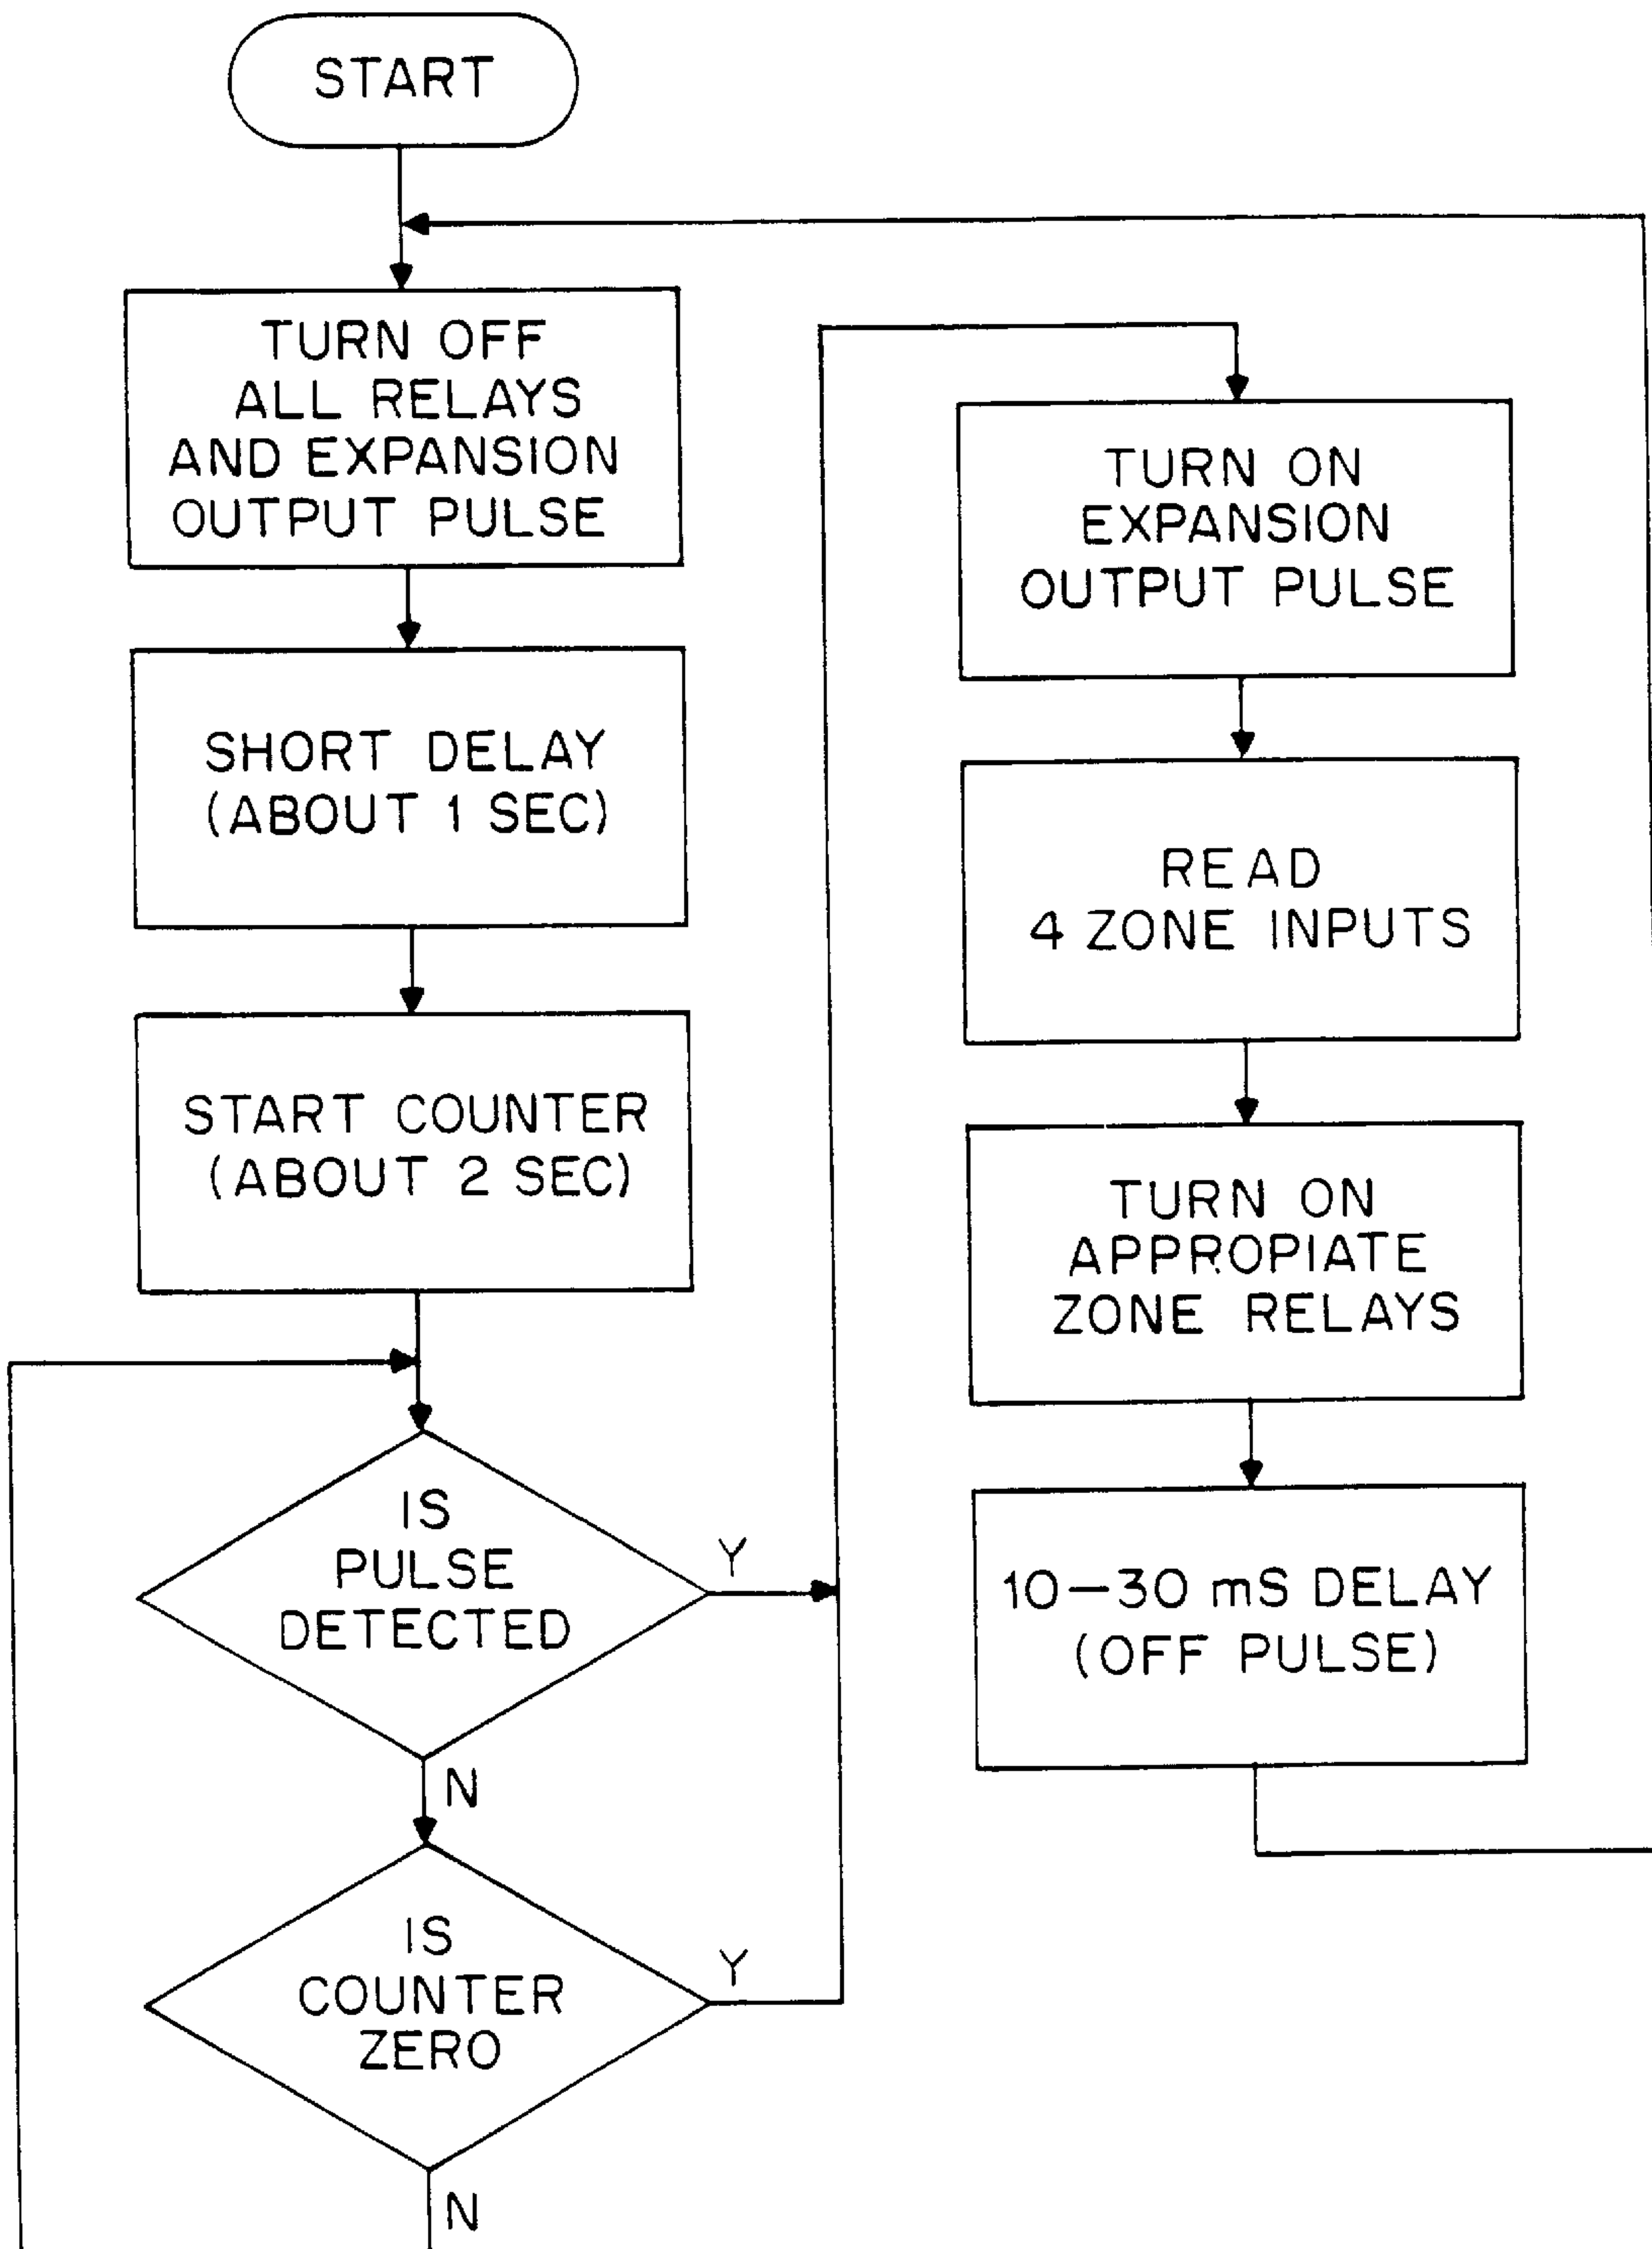 START
TURN OFF
ALL RELAYS
AND EXPANSION
OUTPUT PULSE
SHORT DELAY
(ABOUT 1 SEC)
START COUNTER
(ABOUT 2 SEC)
IS
PULSE
DETECTED
Y
N
IS
COUNTER
ZERO
Y
N
TURN ON
EXPANSION
OUTPUT PULSE
READ
4 ZONE INPUTS
TURN ON
APPROPIATE
ZONE RELAYS
10-30 mS DELAY
(OFF PULSE)